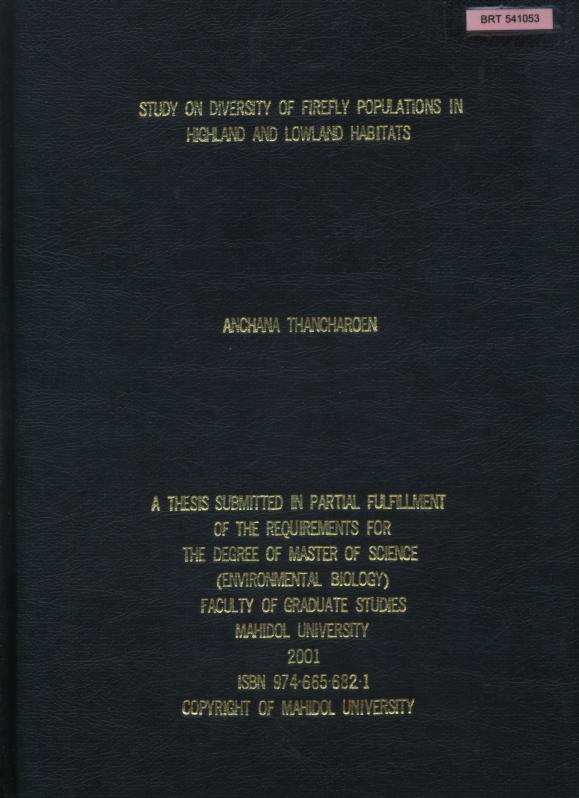 BRT 541053
STUDY ON DIVERSITY OF FIREFLY POPULATIONS IN
HIGHLAND AND LOWLAND HABITATS
ANCHANA THANCHAROEN
A THESIS SUBMITTED IN PARTIAL FULFILLMENT
OF THE REQUIREMENTS FOR
THE DEGREE OF MASTER OF SCIENCE
(ENVIRONMENTAL BIOLOGY)
FACULTY OF GRADUATE STUDIES
MAHIDOL UNIVERSITY
2001
ISBN 974-665-682-1
COPYRIGHT OF MAHIDOL UNIVERSITY